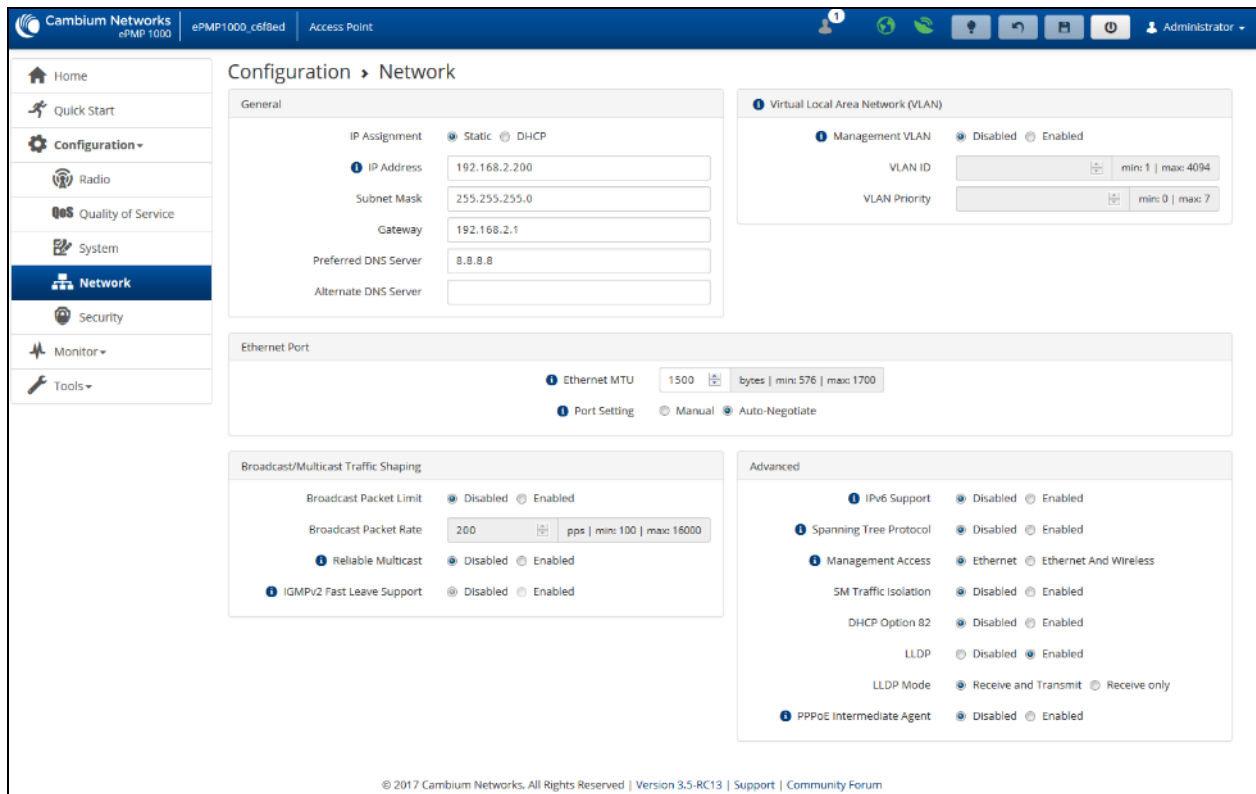 Cambium Networks
ePMP 1000
ePMP1000_c6f8ed
Access Point
1
Administrator
Home
Quick Start
Configuration
Radio
QoS Quality of Service
System
Network
Security
Monitor
Tools
Configuration › Network
General
IP Assignment Static DHCP
IP Address 192.168.2.200
Subnet Mask 255.255.255.0
Gateway 192.168.2.1
Preferred DNS Server 8.8.8.8
Alternate DNS Server
Virtual Local Area Network (VLAN)
Management VLAN Disabled Enabled
VLAN ID min: 1 | max: 4094
VLAN Priority min: 0 | max: 7
Ethernet Port
Ethernet MTU 1500 bytes | min: 576 | max: 1700
Port Setting Manual Auto-Negotiate
Broadcast/Multicast Traffic Shaping
Broadcast Packet Limit Disabled Enabled
Broadcast Packet Rate 200 pps | min: 100 | max: 16000
Reliable Multicast Disabled Enabled
IGMPv2 Fast Leave Support Disabled Enabled
Advanced
IPv6 Support Disabled Enabled
Spanning Tree Protocol Disabled Enabled
Management Access Ethernet Ethernet And Wireless
SM Traffic Isolation Disabled Enabled
DHCP Option 82 Disabled Enabled
LLDP Disabled Enabled
LLDP Mode Receive and Transmit Receive only
PPPoE Intermediate Agent Disabled Enabled
© 2017 Cambium Networks. All Rights Reserved | Version 3.5-RC13 | Support | Community Forum